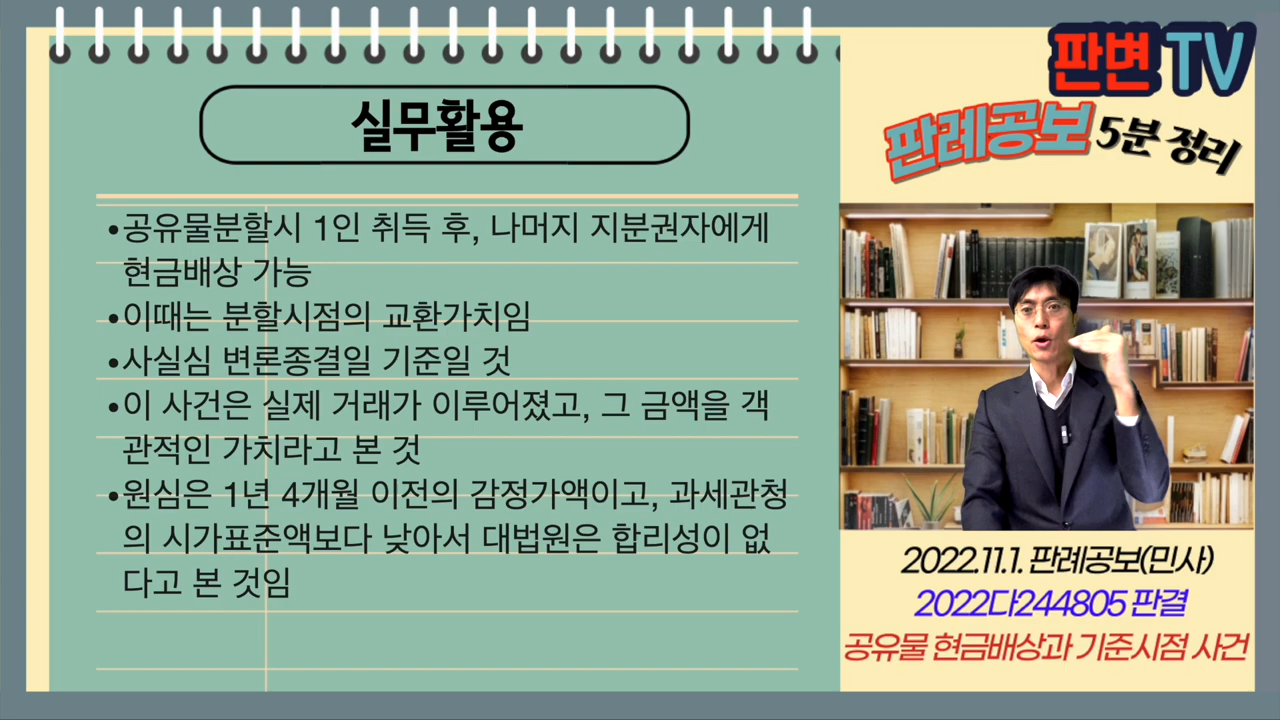 실무활용
•공유물분할시 1인 취득 후, 나머지 지분권자에게
현금배상 가능
•이때는 분할시점의 교환가치임
•사실심 변론종결일 기준일 것
•이 사건은 실제 거래가 이루어졌고, 그 금액을 객
관적인 가치라고 본 것
•원심은 1년 4개월 이전의 감정가액이고, 과세관청
의 시가표준액보다 낮아서 대법원은 합리성이 없
다고 본 것임
판변 TV
판례공보 5분 정리
2022.11.1. 판례공보(민사)
2022다244805 판결
공유물 현금배상과 기준시점 사건